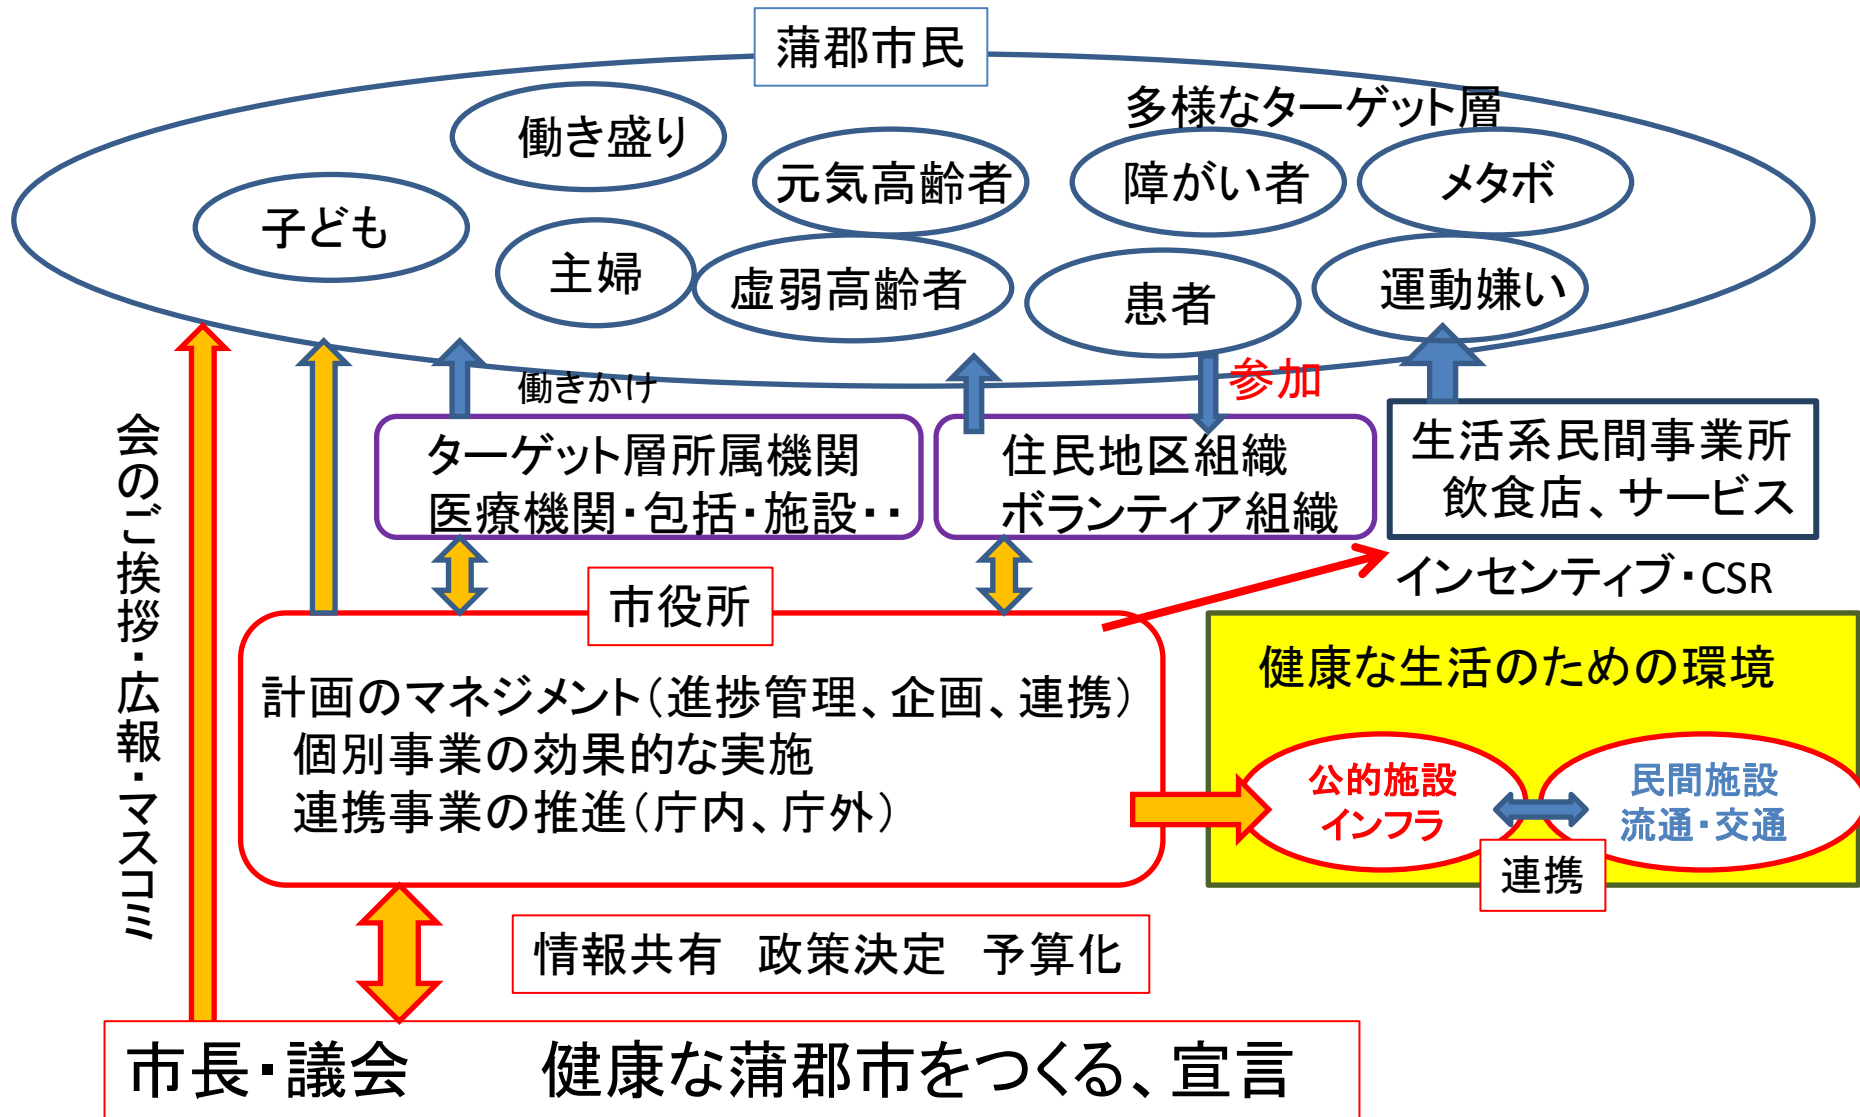 蒲郡市民
多様なターゲット層
働き盛り
元気高齢者
障がい者
メタボ
子ども
主婦
虚弱高齢者
患者
運動嫌い
働きかけ
参加
会のご挨拶・広報・マスコミ
ターゲット層所属機関
医療機関・包括・施設・・
住民地区組織
ボランティア組織
生活系民間事業所
飲食店、サービス
インセンティブ・CSR
市役所
計画のマネジメント（進捗管理、企画、連携）
個別事業の効果的な実施
連携事業の推進（庁内、庁外）
健康な生活のための環境
公的施設
インフラ
民間施設
流通・交通
連携
情報共有　政策決定　予算化
市長・議会　　健康な蒲郡市をつくる、宣言